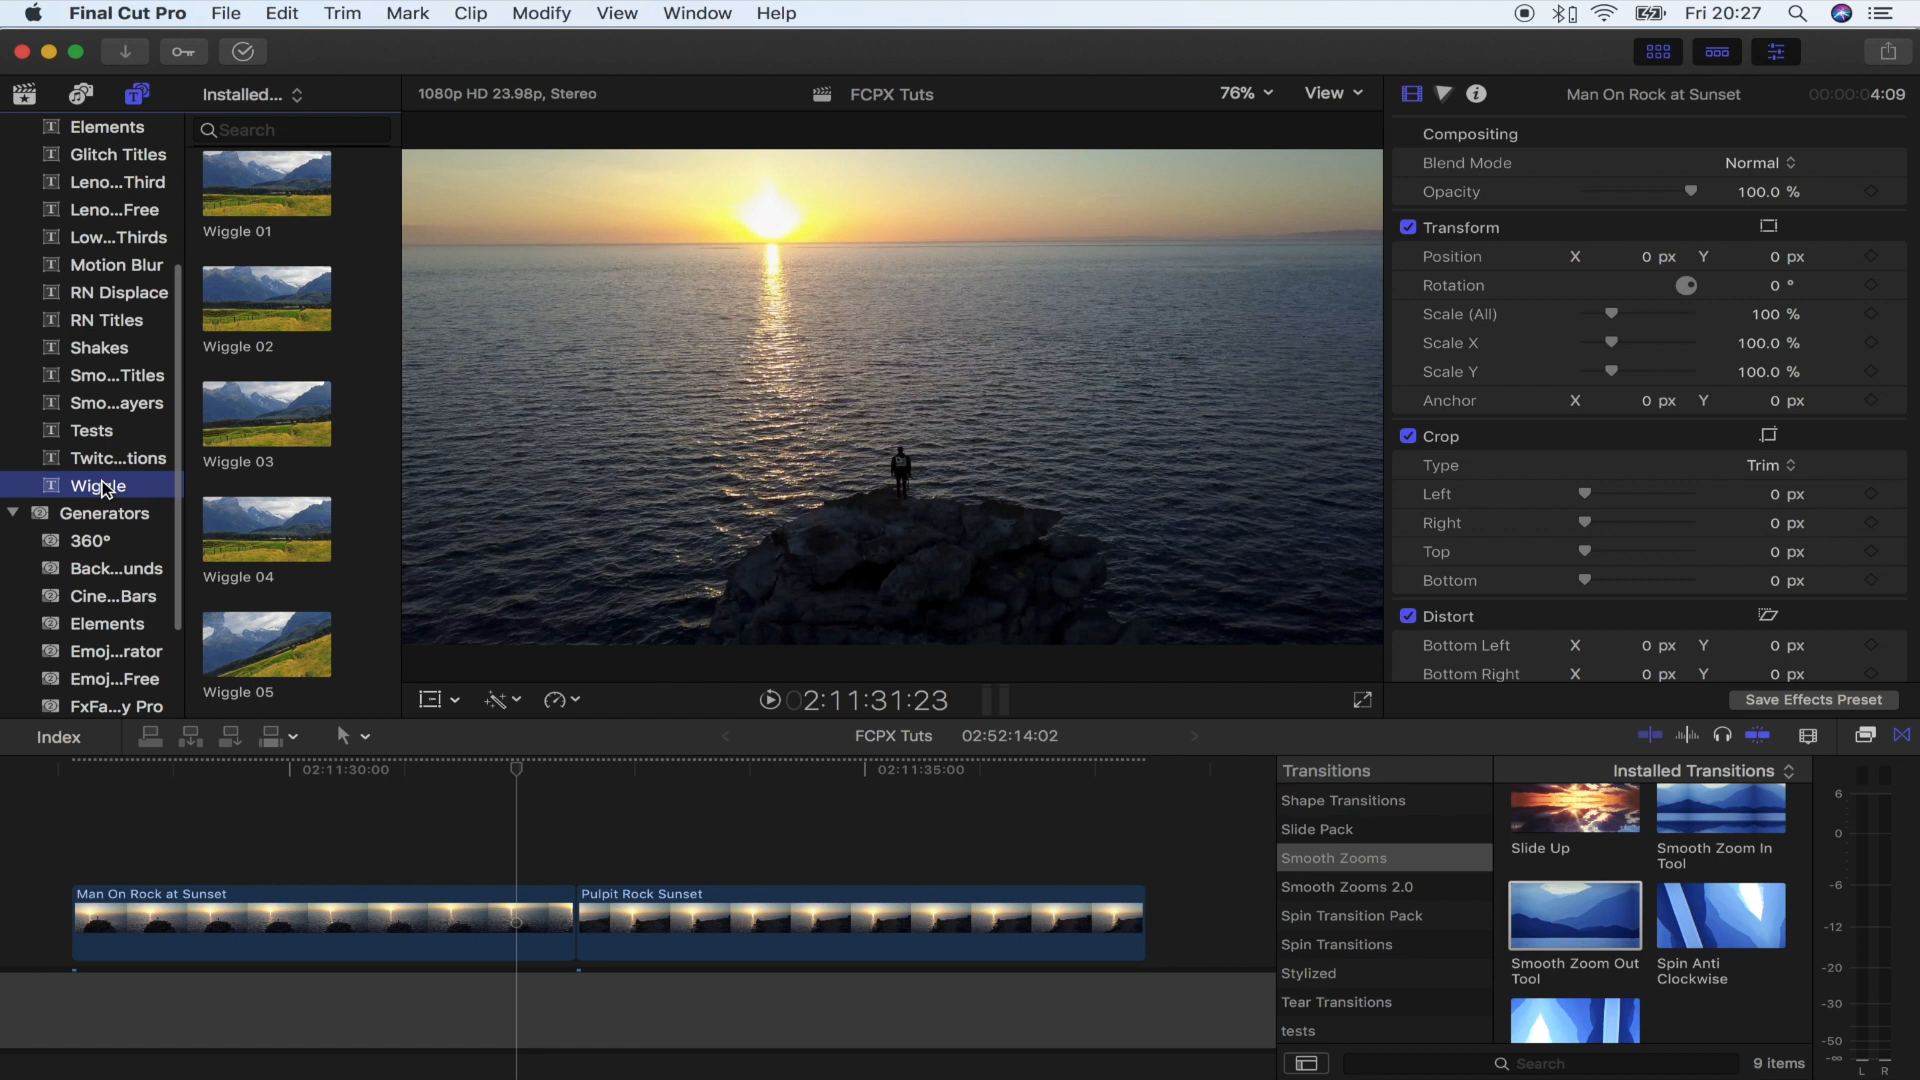 Final Cut Pro File Edit Trim Mark Clip Modify View Window Help Fri 20:27
Installed...
1080p HD 23.98p, Stereo
FCPX Tuts
76% View
Man On Rock at Sunset
00:00:04:09
Elements
Glitch Titles
Leno...Third
Leno...Free
Low...Thirds
Motion Blur
RN Displace
RN Titles
Shakes
Smo...Titles
Smo...ayers
Tests
Twitc...tions
Wiggle
Generators
360°
Back...unds
Cine...Bars
Elements
Emoj...rator
Emoj...Free
FxFa...y Pro
Search
Wiggle 01
Wiggle 02
Wiggle 03
Wiggle 04
Wiggle 05
Compositing
Blend Mode Normal
Opacity 100.0 %
Transform
Position X 0 px Y 0 px
Rotation 0 °
Scale (All) 100 %
Scale X 100.0 %
Scale Y 100.0 %
Anchor X 0 px Y 0 px
Crop
Type Trim
Left 0 px
Right 0 px
Top 0 px
Bottom 0 px
Distort
Bottom Left X 0 px Y 0 px
Bottom Right X 0 px Y 0 px
02:11:31:23
Save Effects Preset
Index
FCPX Tuts 02:52:14:02
02:11:30:00
02:11:35:00
Man On Rock at Sunset
Pulpit Rock Sunset
Transitions
Installed Transitions
Shape Transitions
Slide Pack
Smooth Zooms
Smooth Zooms 2.0
Spin Transition Pack
Spin Transitions
Stylized
Tear Transitions
tests
Slide Up
Smooth Zoom In
Tool
Smooth Zoom Out
Tool
Spin Anti
Clockwise
Search
9 items
6
0
-6
-12
-20
-30
-50
-∞
L R